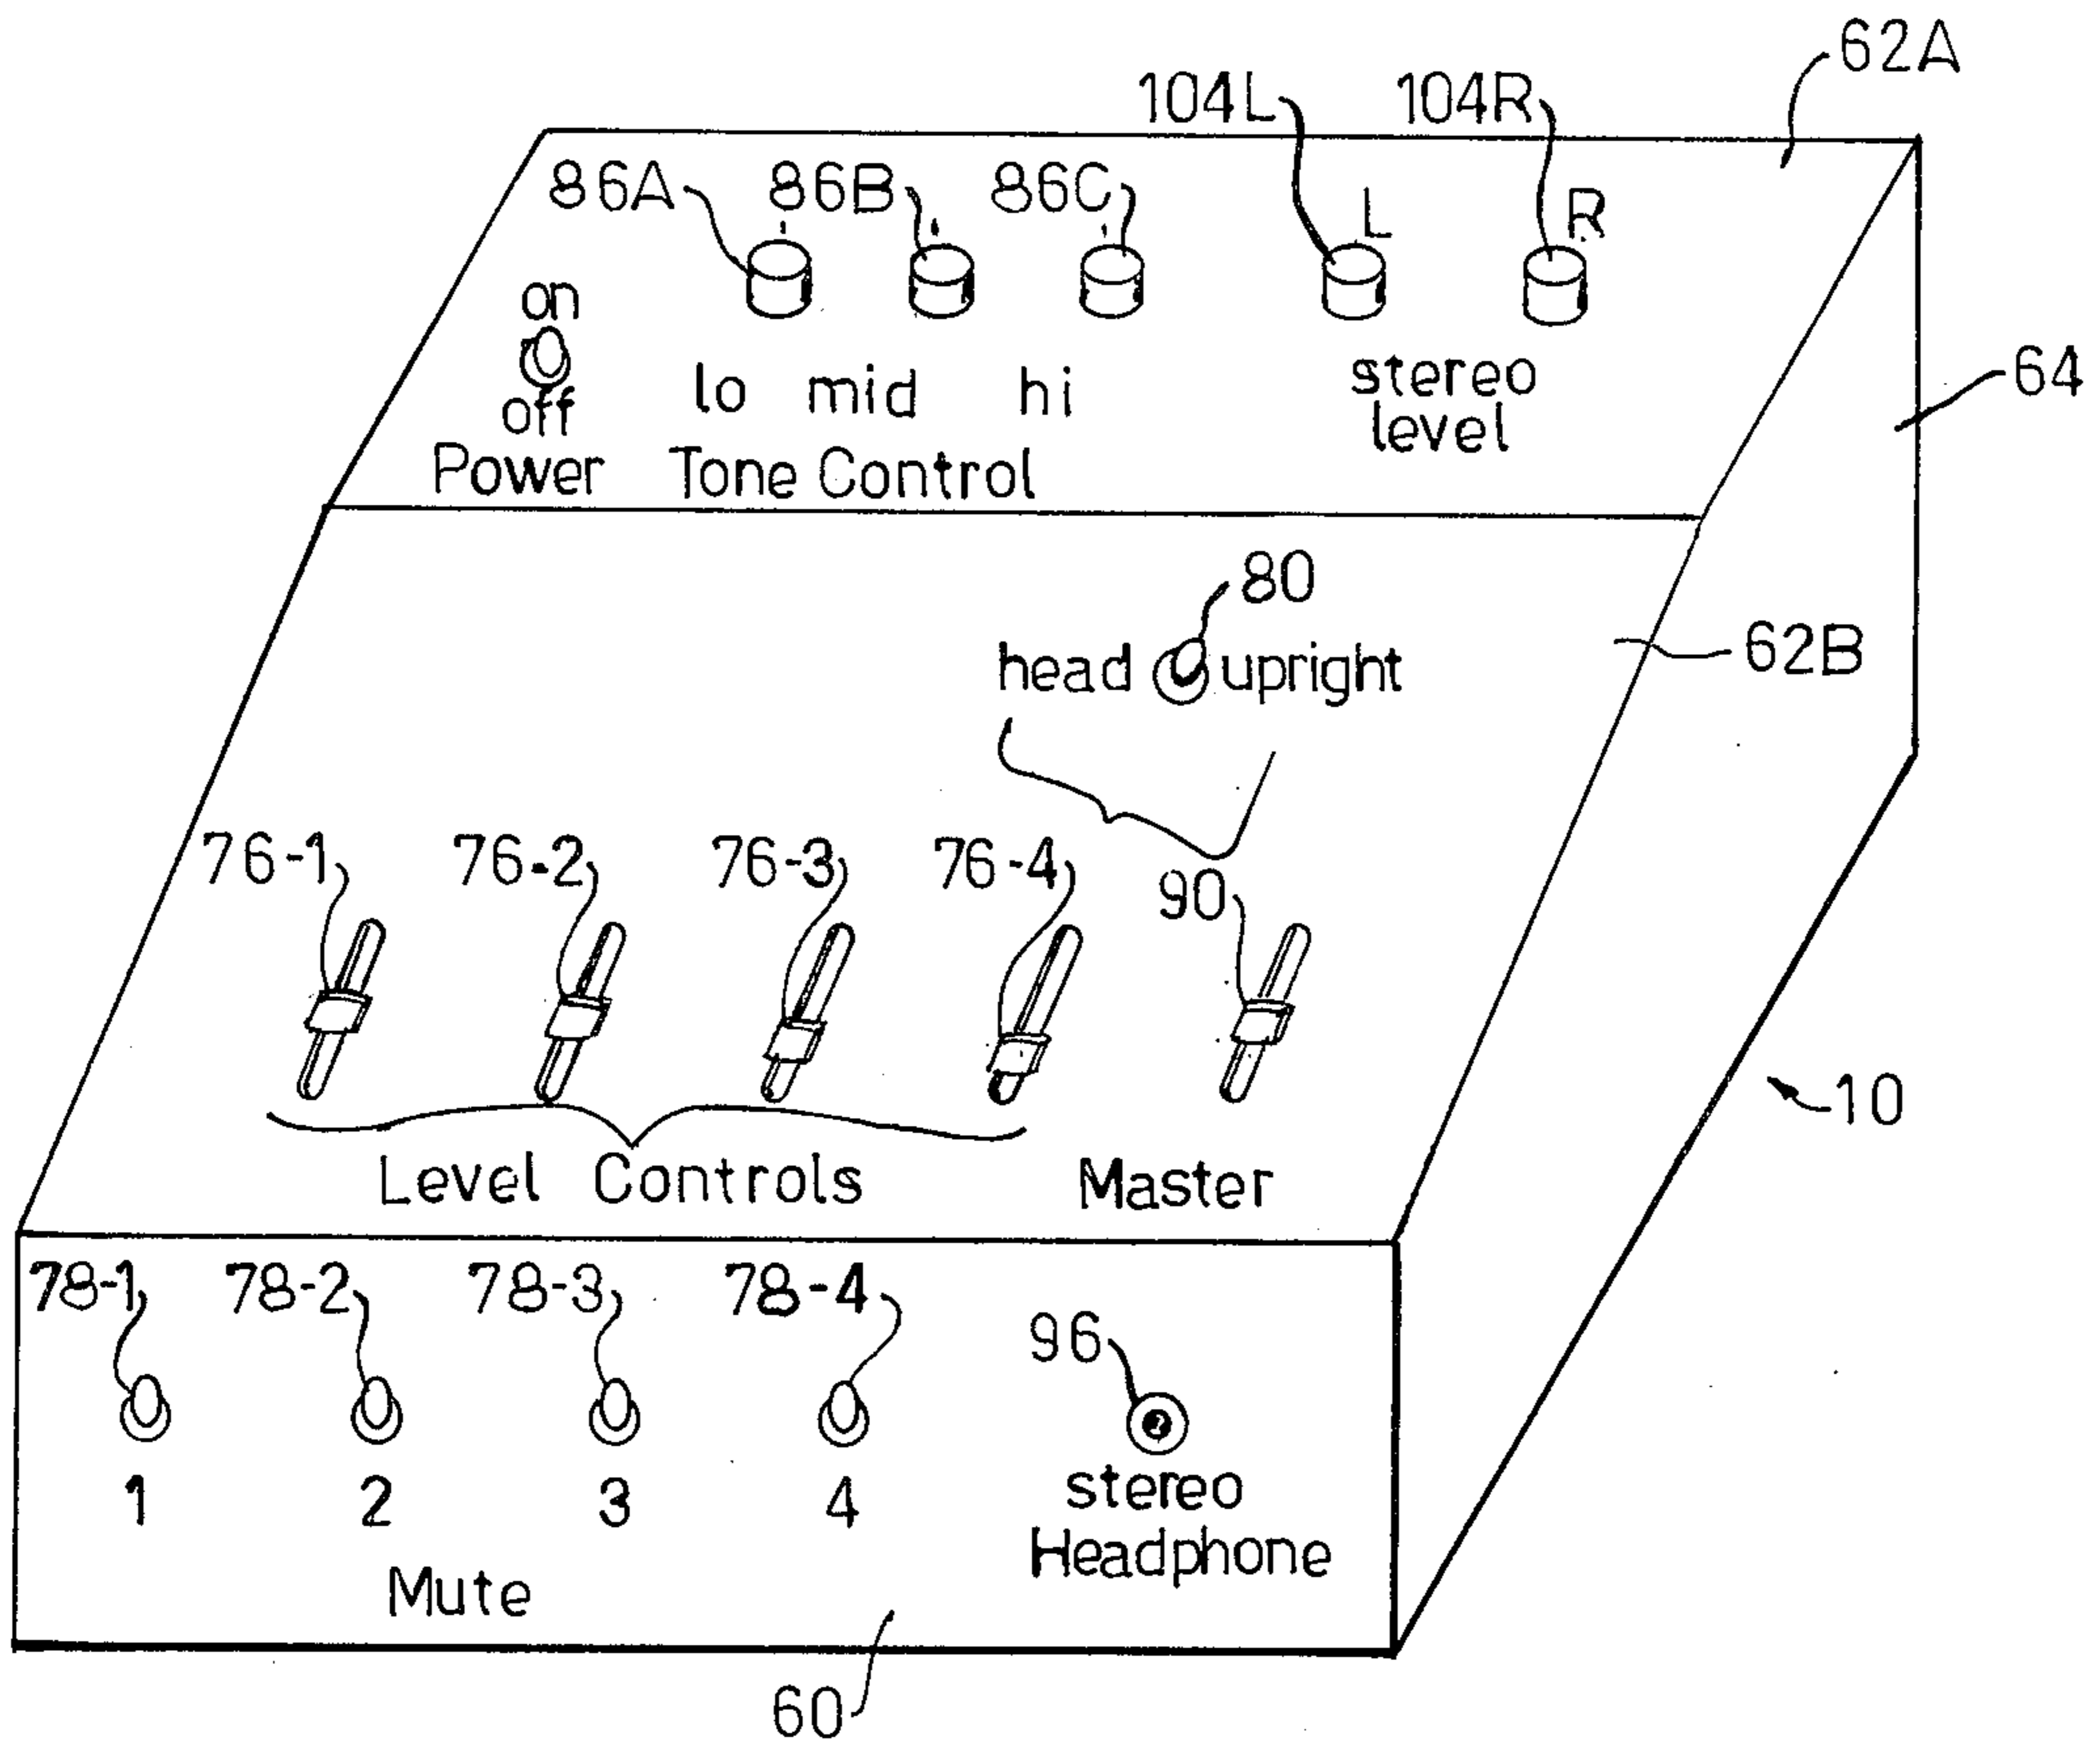 62A
104L 104R
86A 86B 86C L R
on
off
Power
lo mid hi
Tone Control
stereo
level
64
80
head upright
62B
76-1 76-2 76-3 76-4 90
10
Level Controls Master
78-1 78-2 78-3 78-4 96
1 2 3 4
Mute
stereo
Headphone
60